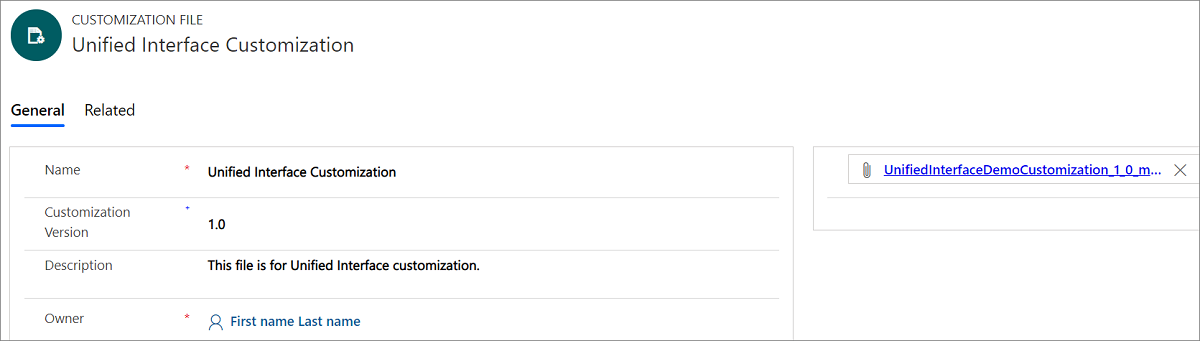 CUSTOMIZATION FILE
Unified Interface Customization
General Related
Name * Unified Interface Customization
Customization Version + 1.0
Description This file is for Unified Interface customization.
Owner * First name Last name
UnifiedInterfaceDemoCustomization_1_0_m...